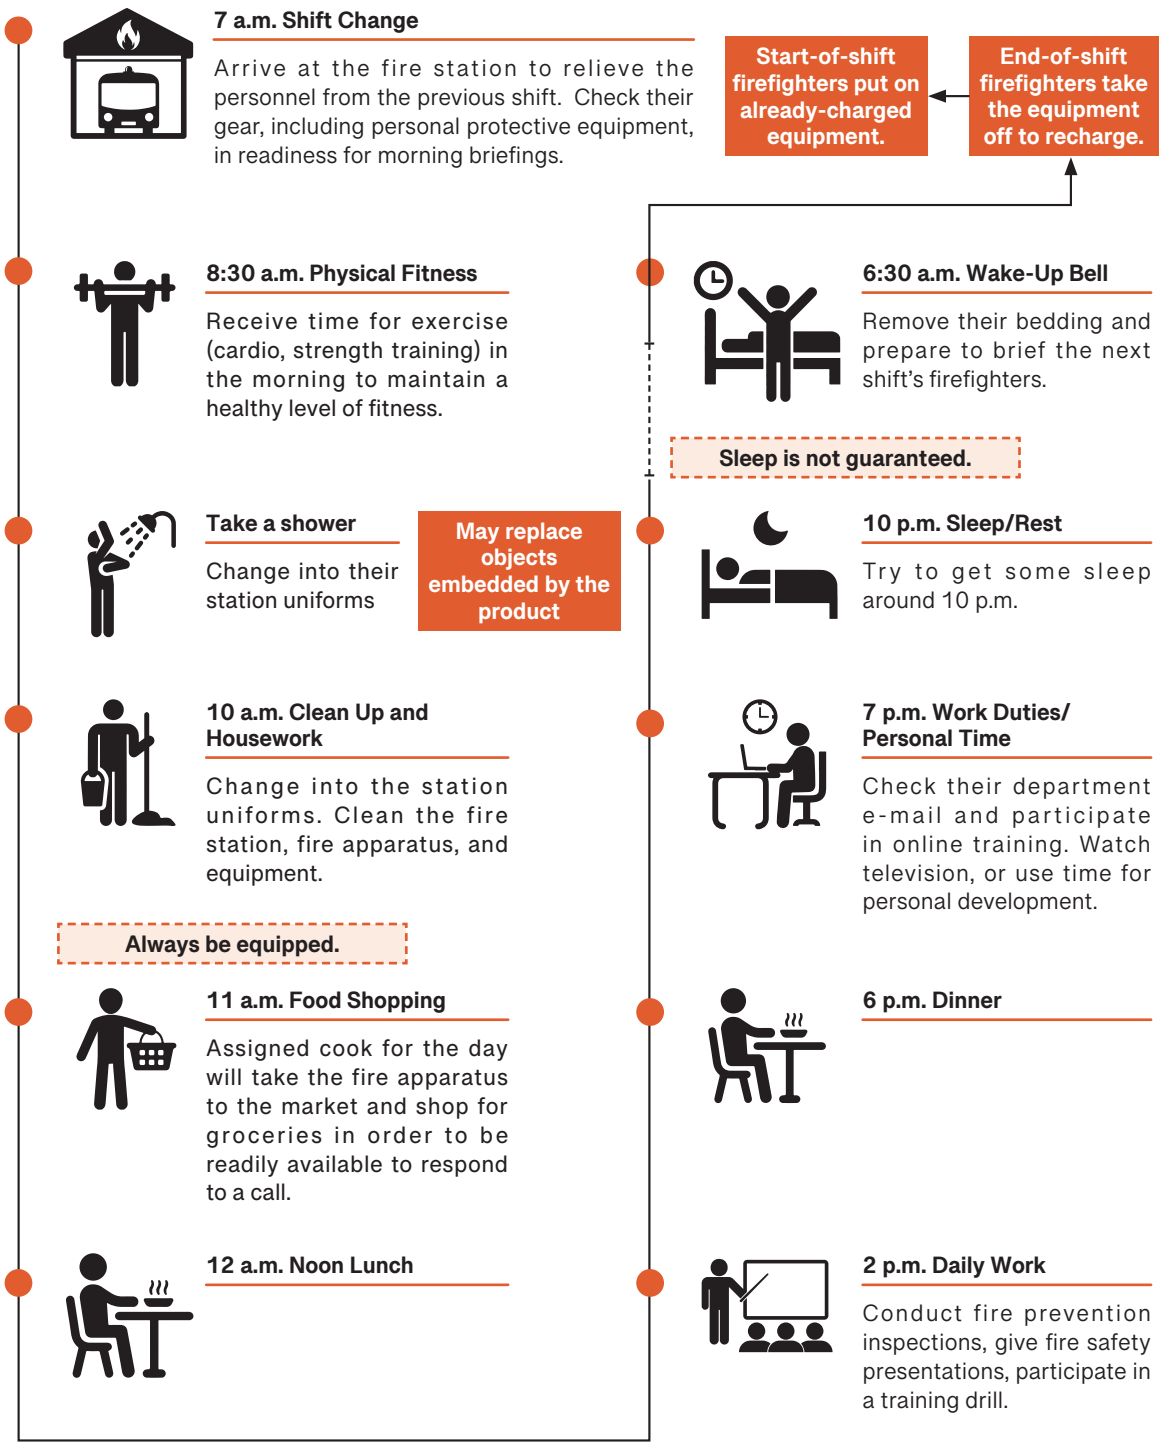 7 a.m. Shift Change
Arrive at the fire station to relieve the
personnel from the previous shift. Check their
gear, including personal protective equipment,
in readiness for morning briefings.
Start-of-shift
firefighters put on
already-charged
equipment.
End-of-shift
firefighters take
the equipment
off to recharge.
8:30 a.m. Physical Fitness
Receive time for exercise
(cardio, strength training) in
the morning to maintain a
healthy level of fitness.
Take a shower
Change into their
station uniforms
May replace
objects
embedded by the
product
10 a.m. Clean Up and
Housework
Change into the station
uniforms. Clean the fire
station, fire apparatus, and
equipment.
Always be equipped.
11 a.m. Food Shopping
Assigned cook for the day
will take the fire apparatus
to the market and shop for
groceries in order to be
readily available to respond
to a call.
12 a.m. Noon Lunch
2 p.m. Daily Work
Conduct fire prevention
inspections, give fire safety
presentations, participate in
a training drill.
6 p.m. Dinner
7 p.m. Work Duties/
Personal Time
Check their department
e-mail and participate
in online training. Watch
television, or use time for
personal development.
10 p.m. Sleep/Rest
Try to get some sleep
around 10 p.m.
Sleep is not guaranteed.
6:30 a.m. Wake-Up Bell
Remove their bedding and
prepare to brief the next
shift's firefighters.